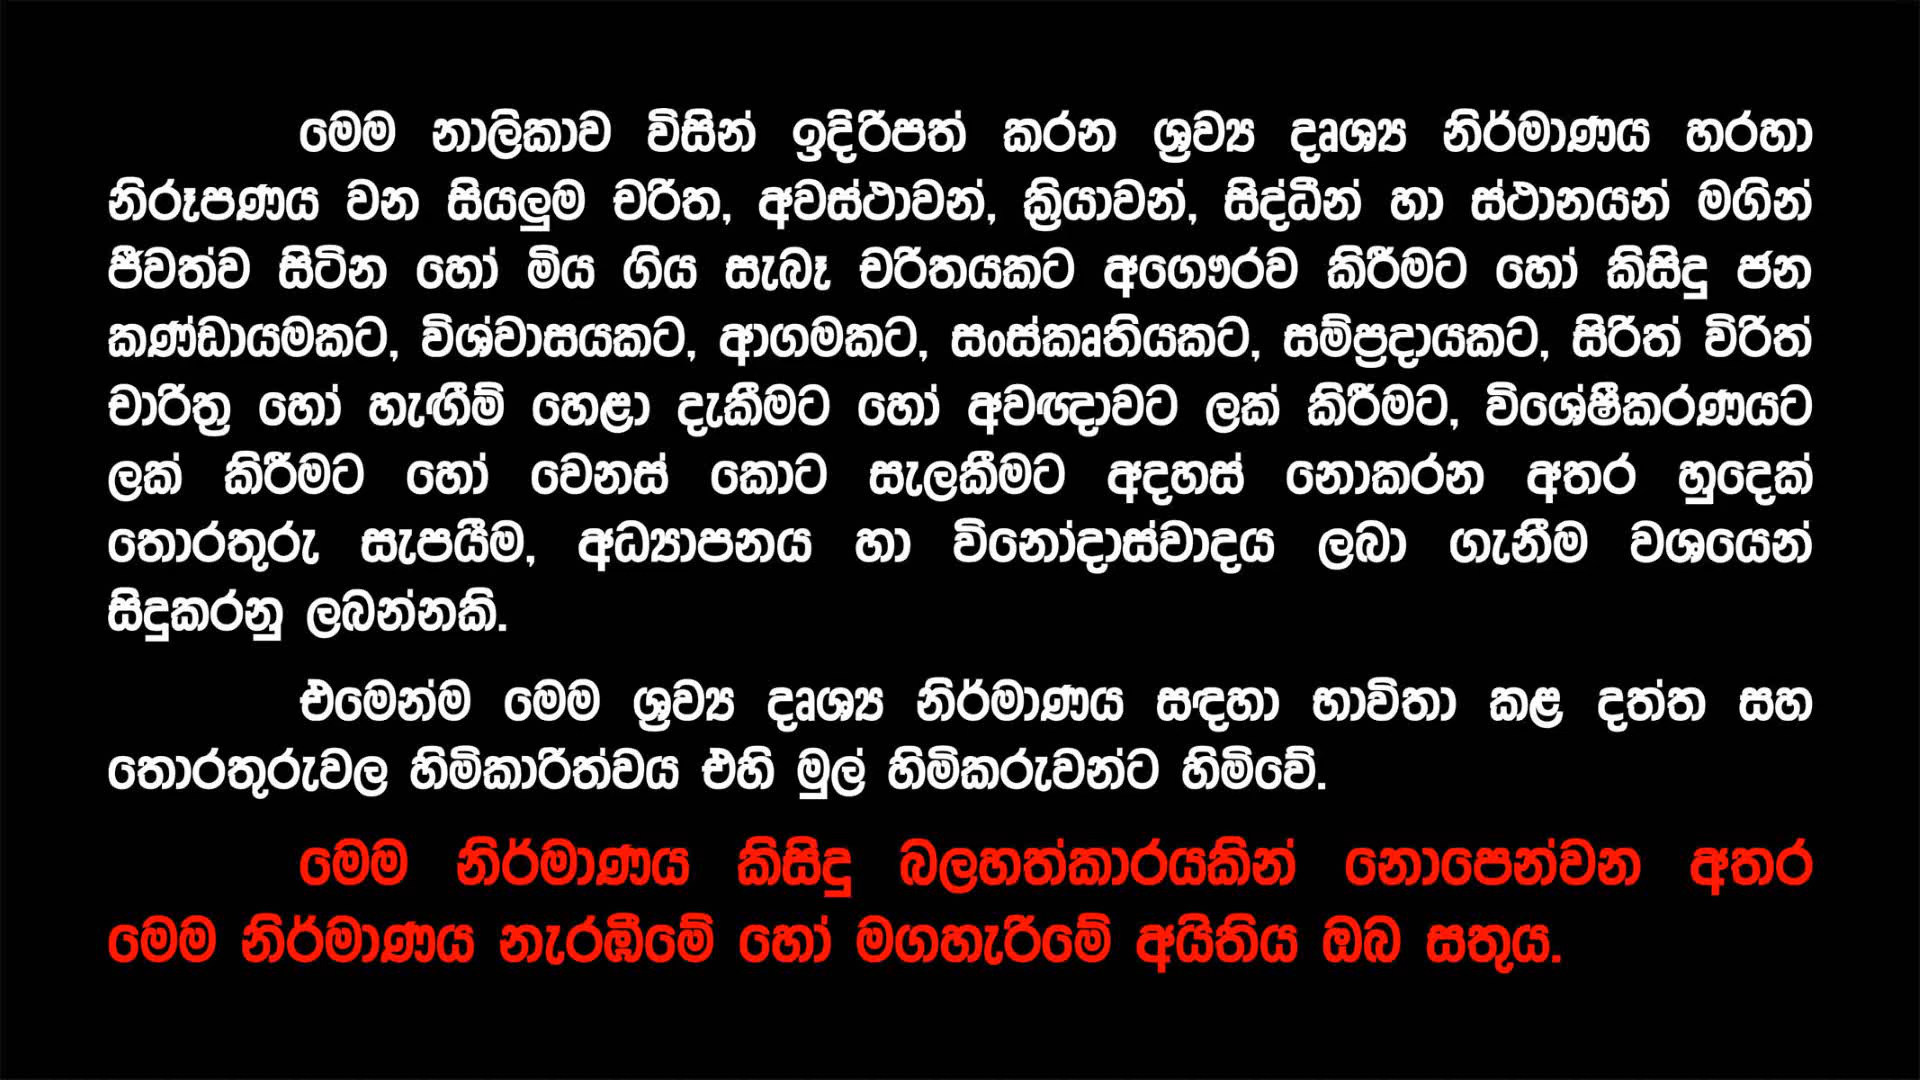 මෙම නාලිකාව විසින් ඉදිරිපත් කරන ශ්‍රව්‍ය දෘශ්‍ය නිර්මාණය හරහා
නිරූපණය වන සියලුම චරිත, අවස්ථාවන්, ක්‍රියාවන්, සිද්ධීන් හා ස්ථානයන් මගින්
ජීවත්ව සිටින හෝ මිය ගිය සැබෑ චරිතයකට අගෞරව කිරීමට හෝ කිසිදු ජන
කණ්ඩායමකට, විශ්වාසයකට, ආගමකට, සංස්කෘතියකට, සම්ප්‍රදායකට, සිරිත් විරිත්
චාරිත්‍ර හෝ හැඟීම් හෙළා දැකීමට හෝ අවඥාවට ලක් කිරීමට, විශේෂීකරණයට
ලක් කිරීමට හෝ වෙනස් කොට සැලකීමට අදහස් නොකරන අතර හුදෙක්
තොරතුරු සැපයීම, අධ්‍යාපනය හා විනෝදාස්වාදය ලබා ගැනීම වශයෙන්
සිදුකරනු ලබන්නකි.
එමෙන්ම මෙම ශ්‍රව්‍ය දෘශ්‍ය නිර්මාණය සඳහා භාවිතා කළ දත්ත සහ
තොරතුරුවල හිමිකාරිත්වය එහි මුල් හිමිකරුවන්ට හිමිවේ.
මෙම නිර්මාණය කිසිදු බලහත්කාරයකින් නොපෙන්වන අතර
මෙම නිර්මාණය නැරඹීමේ හෝ මගහැරීමේ අයිතිය ඔබ සතුය.